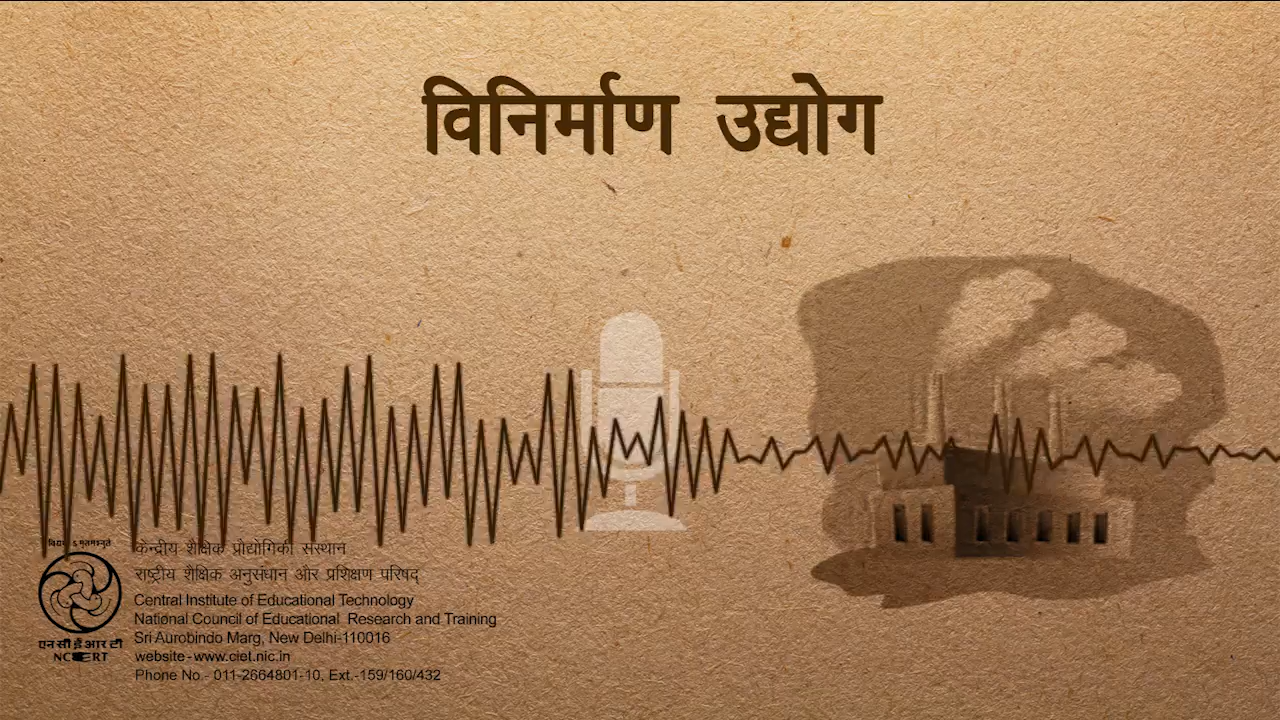 विनिर्माण उद्योग
केन्द्रीय शैक्षिक प्रौद्योगिकी संस्थान
राष्ट्रीय शैक्षिक अनुसंधान और प्रशिक्षण परिषद्
Central Institute of Educational Technology
National Council of Educational Research and Training
Sri Aurobindo Marg, New Delhi-110016
website - www.ciet.nic.in
Phone No - 011-2664801-10, Ext.-159/160/432
एन सी ई आर टी
NCERT